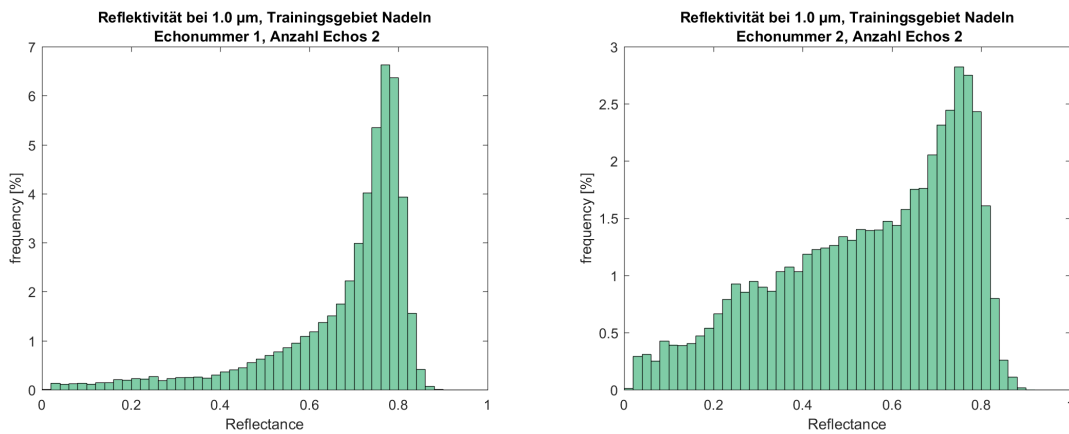 Reflektivität bei 1.0 µm, Trainingsgebiet Nadeln
Echonummer 1, Anzahl Echos 2
7
6
5
4
3
2
1
0
frequency [%]
0 0.2 0.4 0.6 0.8 1
Reflectance
Reflektivität bei 1.0 µm, Trainingsgebiet Nadeln
Echonummer 2, Anzahl Echos 2
3
2.5
2
1.5
1
0.5
0
frequency [%]
0 0.2 0.4 0.6 0.8 1
Reflectance